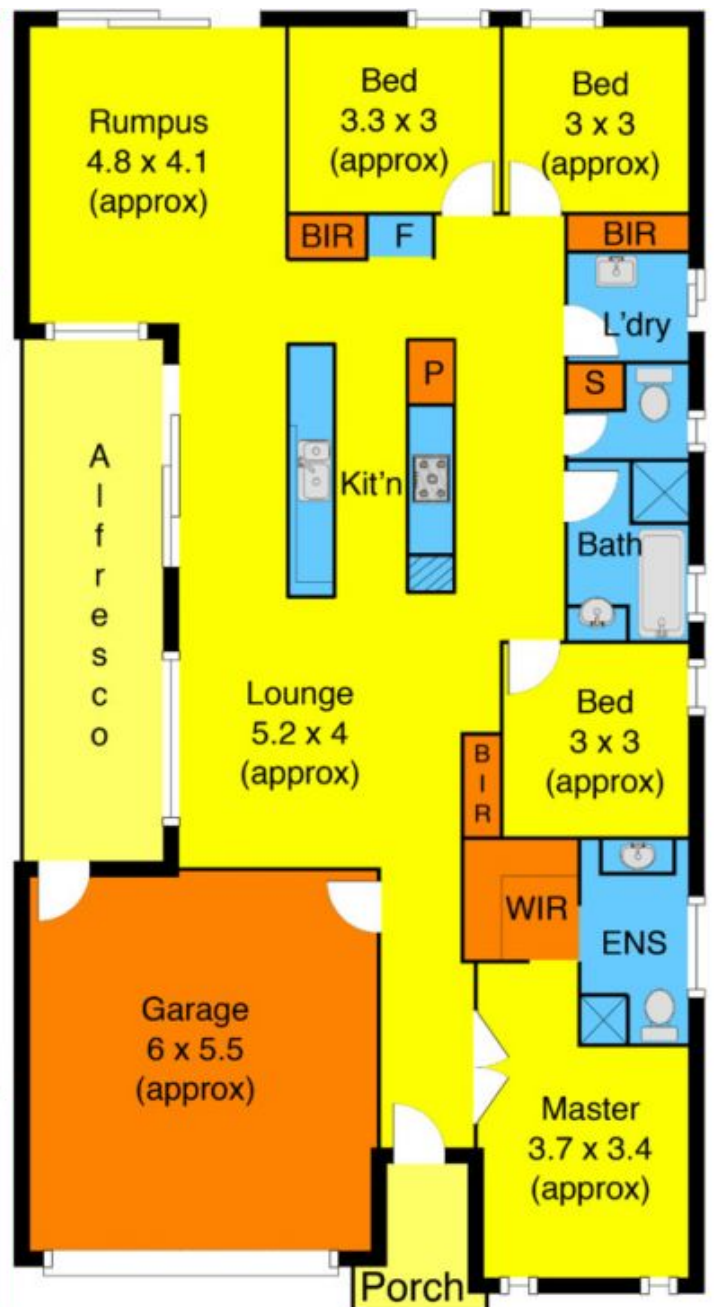 Rumpus
4.8 x 4.1
(approx)
Bed
3.3 x 3
(approx)
Bed
3 x 3
(approx)
BIR
F
BIR
L'dry
P
S
Kit'n
Bath
Alfresco
Lounge
5.2 x 4
(approx)
Bed
3 x 3
(approx)
BIR
WIR
ENS
Garage
6 x 5.5
(approx)
Master
3.7 x 3.4
(approx)
Porch